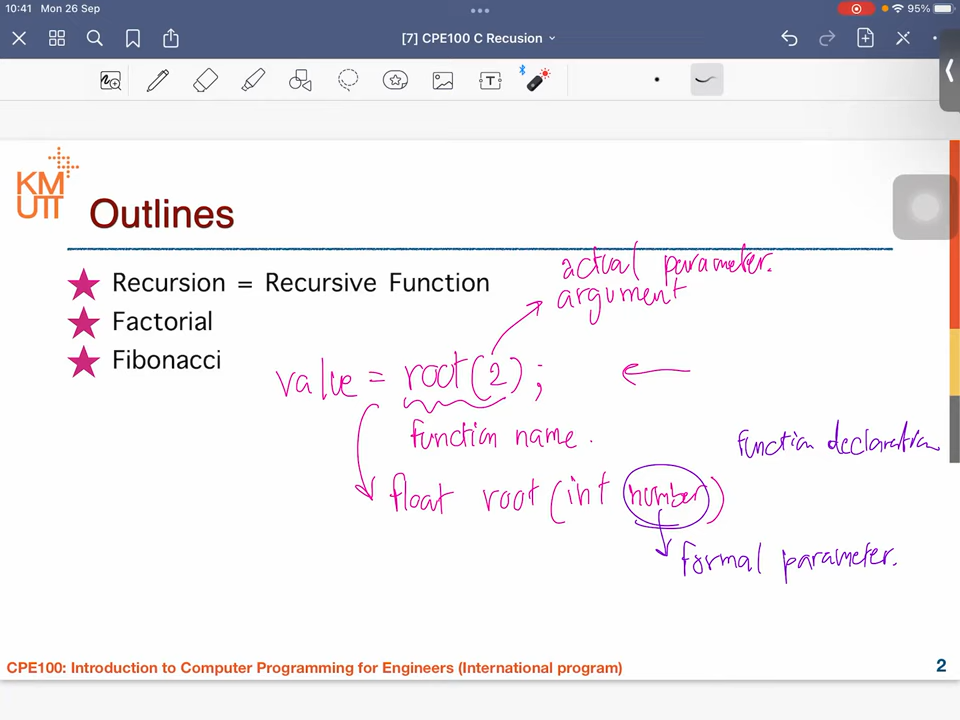 10:41 Mon 26 Sep
95%
[7] CPE100 C Recusion
T
KM
UTT
Outlines
Recursion = Recursive Function
Factorial
Fibonacci
actual parameter.
argument
value = root(2);
function name.
function declaration
float root(int number)
formal parameter.
CPE100: Introduction to Computer Programming for Engineers (International program)
2